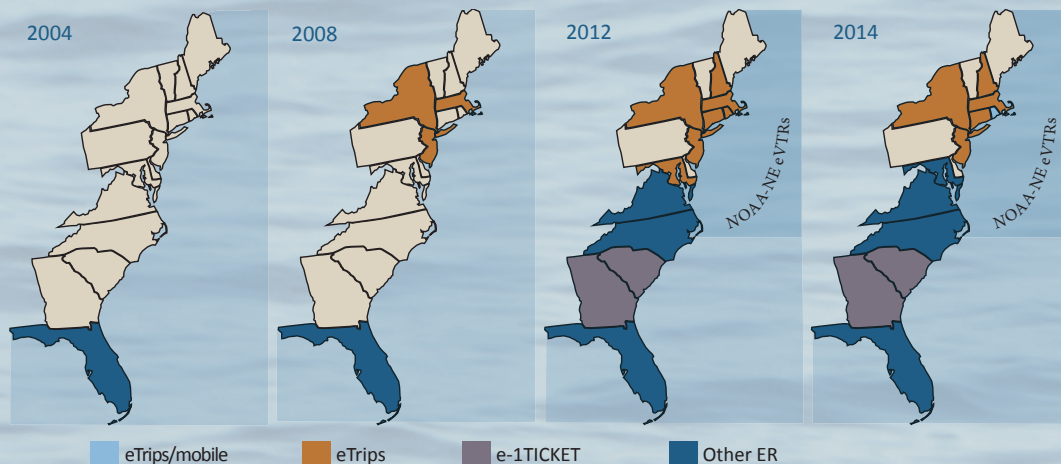 2004
2008
2012
2014
NOAA-NE eVTRs
NOAA-NE eVTRs
eTrips/mobile
eTrips
e-1TICKET
Other ER